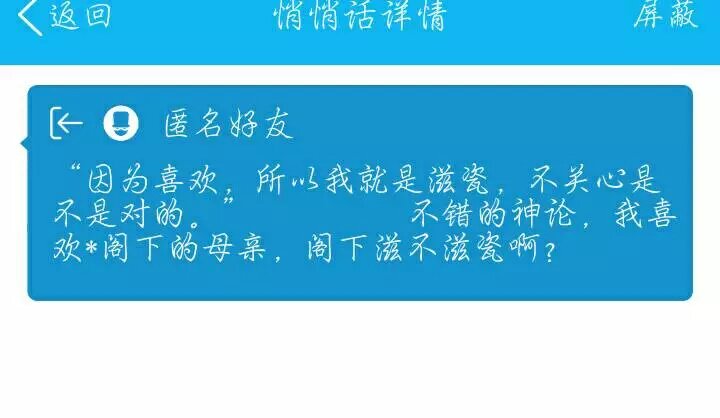 返回 悄悄话详情 屏蔽
匿名好友
“因为喜欢，所以我就是滋瓷，不关心是
不是对的。” 不错的神论，我喜
欢*阁下的母亲，阁下滋不滋瓷啊？